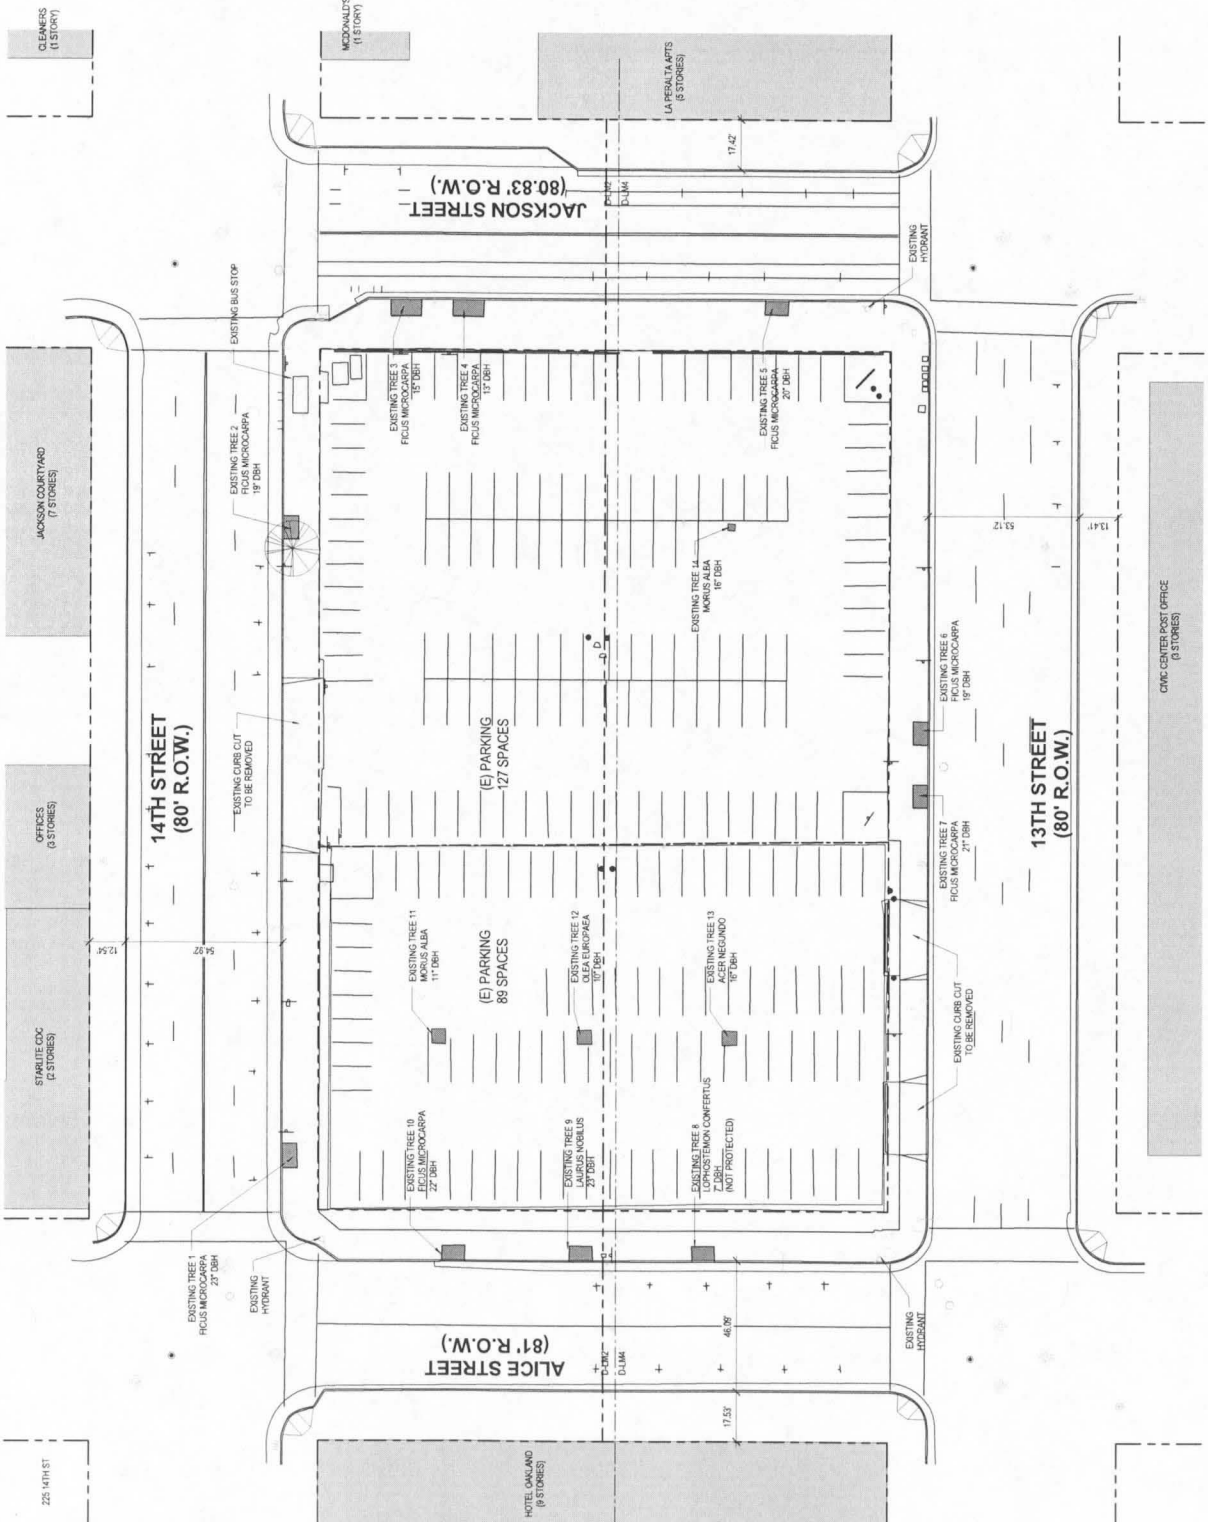 CLEANERS
(1 STORY)
MCDONALD'S
(1 STORY)
LA PERALTA APTS
(5 STORIES)
17.42'
JACKSON STREET
(80.83' R.O.W.)
D-LM2
D-LM4
EXISTING
HYDRANT
EXISTING BUS STOP
JACKSON COURTYARD
(7 STORIES)
EXISTING TREE 2
FICUS MICROCARPA
19" DBH
EXISTING TREE 3
FICUS MICROCARPA
15" DBH
EXISTING TREE 4
FICUS MICROCARPA
13" DBH
EXISTING TREE 5
FICUS MICROCARPA
20" DBH
EXISTING TREE 14
MORUS ALBA
16" DBH
53.12'
13.41'
CIVIC CENTER POST OFFICE
(3 STORIES)
14TH STREET
(80' R.O.W.)
EXISTING CURB CUT
TO BE REMOVED
(E) PARKING
127 SPACES
EXISTING TREE 6
FICUS MICROCARPA
19" DBH
13TH STREET
(80' R.O.W.)
OFFICES
(3 STORIES)
EXISTING TREE 7
FICUS MICROCARPA
21" DBH
12.54'
54.92'
EXISTING TREE 11
MORUS ALBA
11" DBH
(E) PARKING
89 SPACES
EXISTING TREE 12
OLEA EUROPAEA
10" DBH
EXISTING TREE 13
ACER NEGUNDO
16" DBH
EXISTING CURB CUT
TO BE REMOVED
STARLITE CDC
(2 STORIES)
EXISTING TREE 10
FICUS MICROCARPA
22" DBH
EXISTING TREE 9
LAURUS NOBILUS
23" DBH
EXISTING TREE 8
LOPHOSTEMON CONFERTUS
7" DBH
(NOT PROTECTED)
EXISTING TREE 1
FICUS MICROCARPA
23" DBH
EXISTING
HYDRANT
EXISTING
HYDRANT
ALICE STREET
(81' R.O.W.)
D-LM2
D-LM4
46.09'
17.53'
225 14TH ST
HOTEL OAKLAND
(9 STORIES)